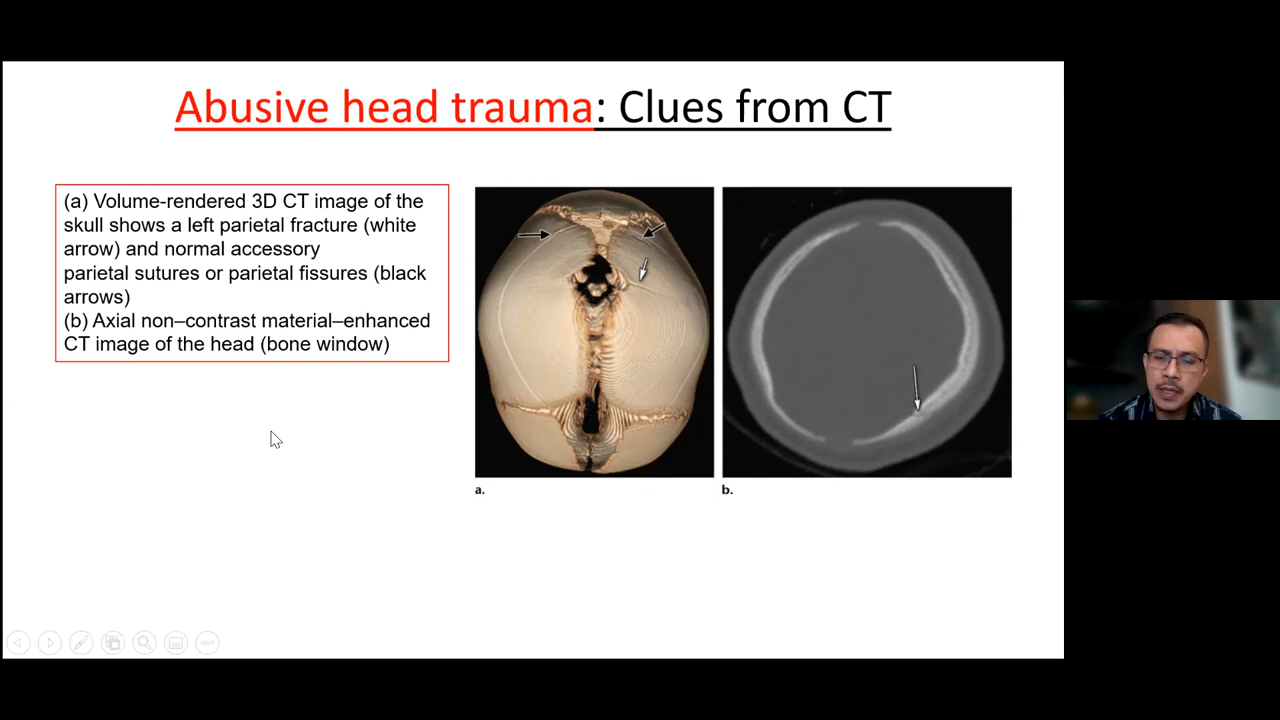 Abusive head trauma: Clues from CT
(a) Volume-rendered 3D CT image of the
skull shows a left parietal fracture (white
arrow) and normal accessory
parietal sutures or parietal fissures (black
arrows)
(b) Axial non–contrast material–enhanced
CT image of the head (bone window)
a.
b.